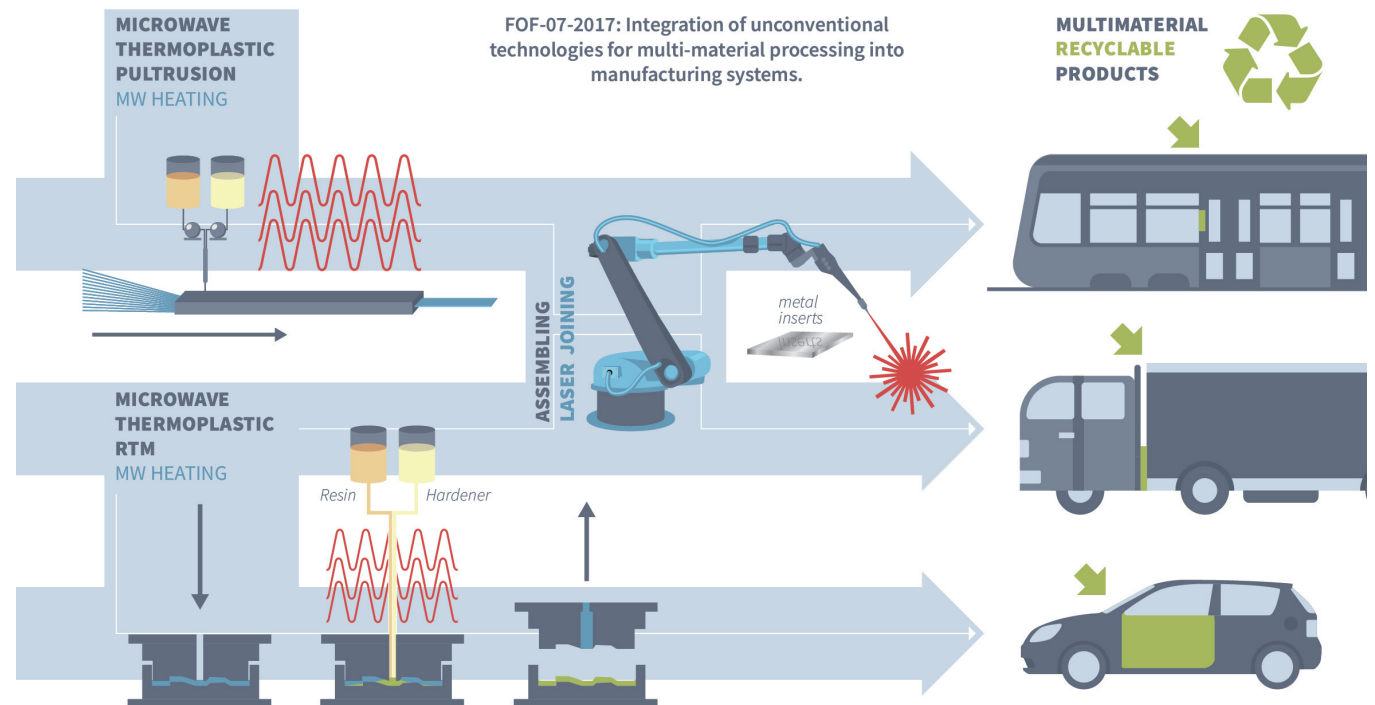 MICROWAVE
THERMOPLASTIC
PULTRUSION
MW HEATING
FOF-07-2017: Integration of unconventional
technologies for multi-material processing into
manufacturing systems.
MULTIMATERIAL
RECYCLABLE
PRODUCTS
ASSEMBLING
LASER JOINING
metal
inserts
inserts
MICROWAVE
THERMOPLASTIC
RTM
MW HEATING
Resin
Hardener